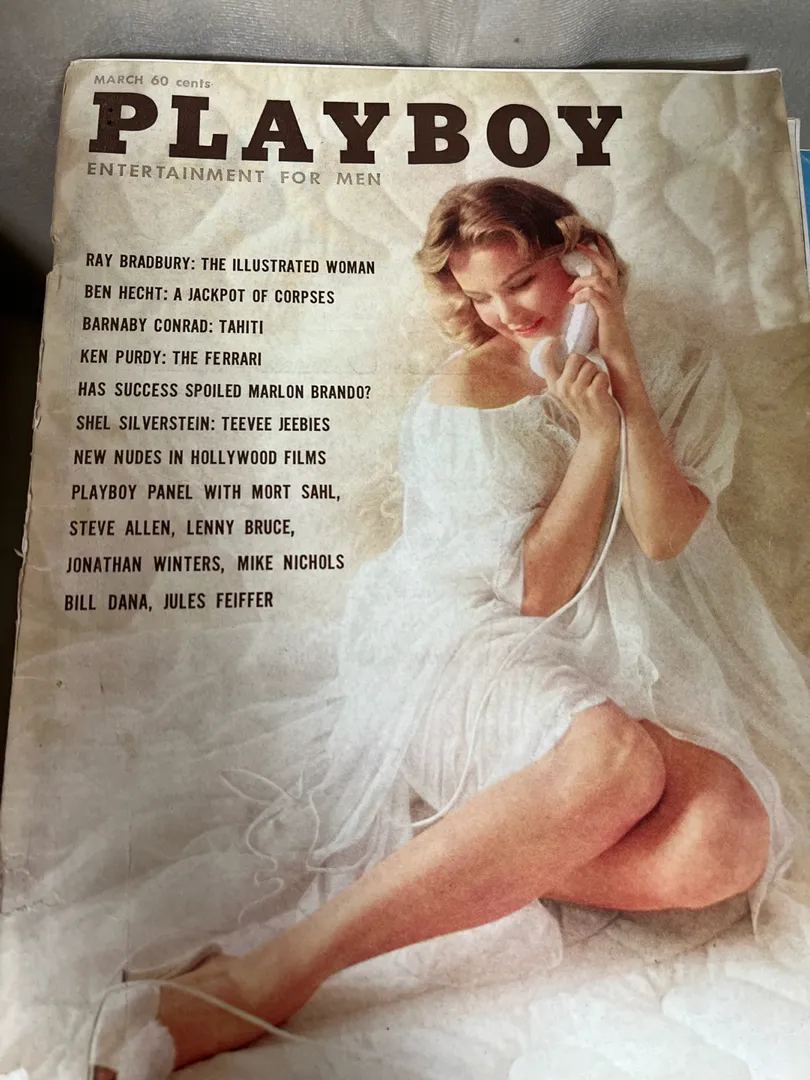 MARCH 60 cents
PLAYBOY
ENTERTAINMENT FOR MEN
RAY BRADBURY: THE ILLUSTRATED WOMAN
BEN HECHT: A JACKPOT OF CORPSES
BARNABY CONRAD: TAHITI
KEN PURDY: THE FERRARI
HAS SUCCESS SPOILED MARLON BRANDO?
SHEL SILVERSTEIN: TEEVEE JEEBIES
NEW NUDES IN HOLLYWOOD FILMS
PLAYBOY PANEL WITH MORT SAHL,
STEVE ALLEN, LENNY BRUCE,
JONATHAN WINTERS, MIKE NICHOLS
BILL DANA, JULES FEIFFER